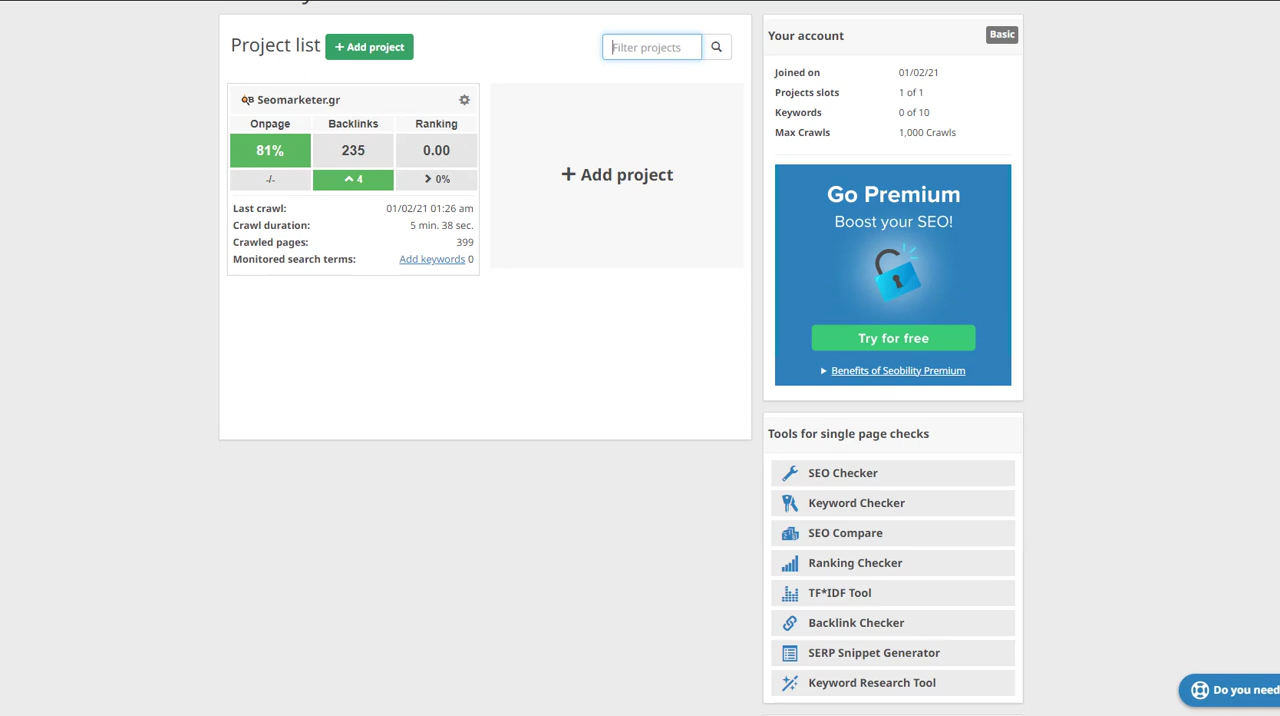 Project list
+ Add project
Filter projects
Seomarketer.gr
Onpage Backlinks Ranking
81% 235 0.00
-/- 4 0%
Last crawl: 01/02/21 01:26 am
Crawl duration: 5 min. 38 sec.
Crawled pages: 399
Monitored search terms: Add keywords 0
+ Add project
Your account
Basic
Joined on 01/02/21
Projects slots 1 of 1
Keywords 0 of 10
Max Crawls 1,000 Crawls
Go Premium
Boost your SEO!
Try for free
Benefits of Seobility Premium
Tools for single page checks
SEO Checker
Keyword Checker
SEO Compare
Ranking Checker
TF*IDF Tool
Backlink Checker
SERP Snippet Generator
Keyword Research Tool
Do you need